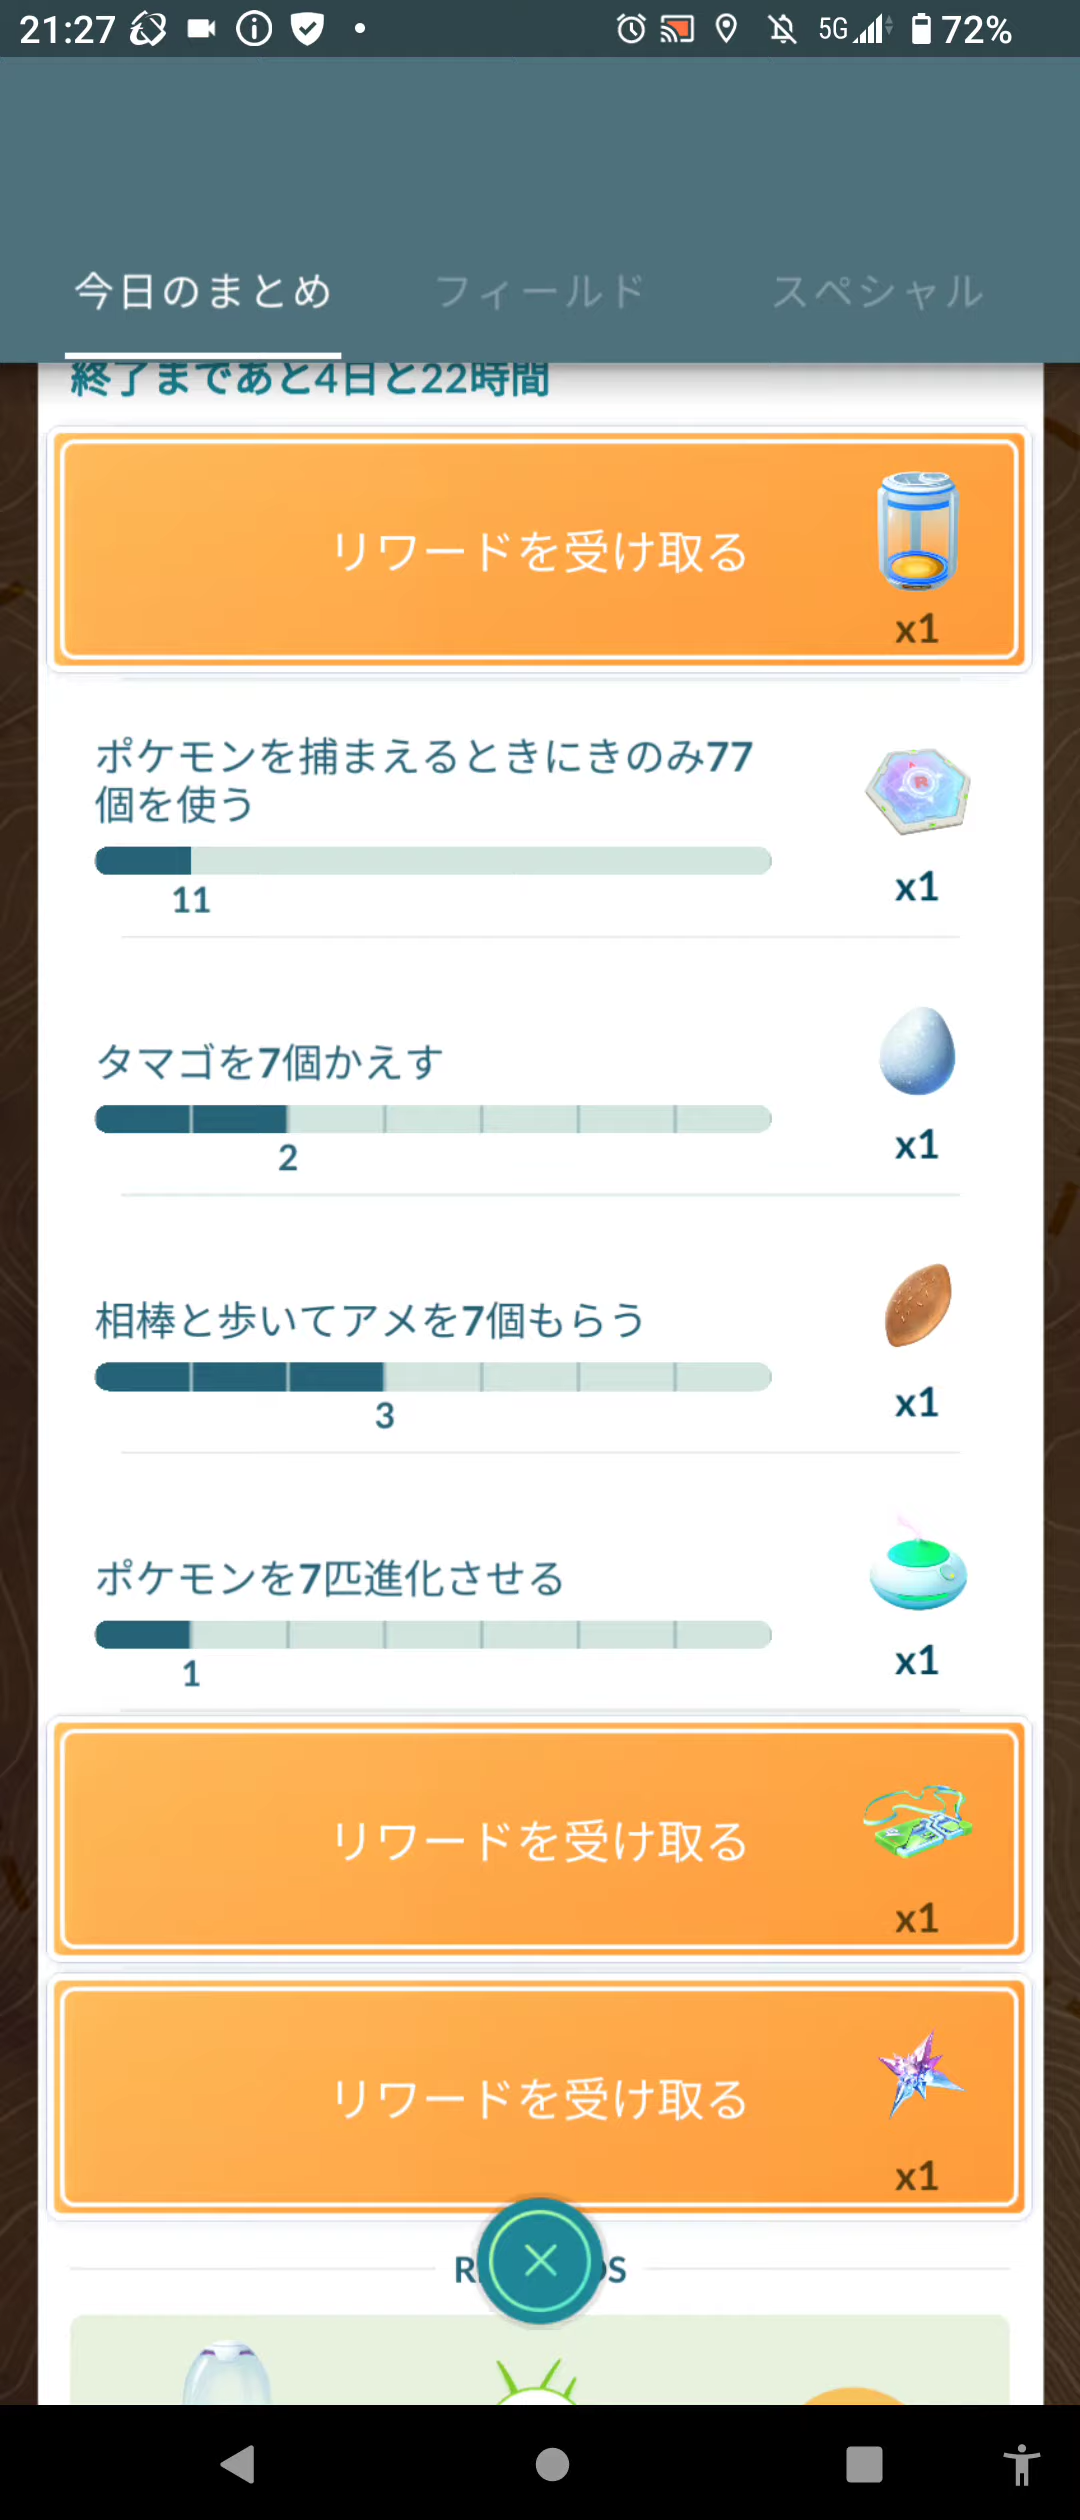 21:27
5G
72%
今日のまとめ
フィールド
スペシャル
終了まであと4日と22時間
リワードを受け取る
x1
ポケモンを捕まえるときにきのみ77
個を使う
11
x1
タマゴを7個かえす
2
x1
相棒と歩いてアメを7個もらう
3
x1
ポケモンを7匹進化させる
1
x1
リワードを受け取る
x1
リワードを受け取る
x1